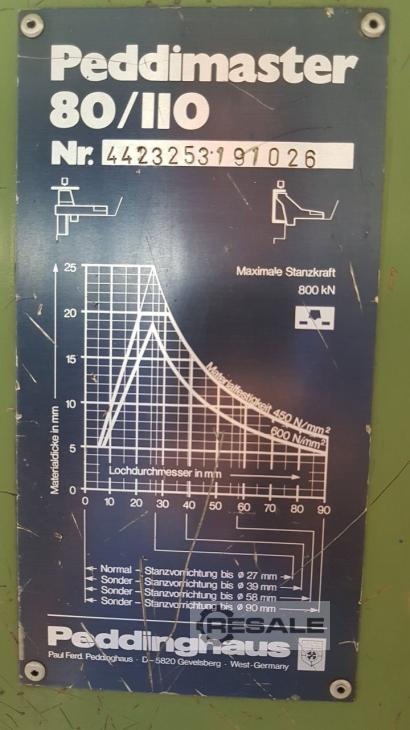 Peddimaster
80/110
Nr. 4423253191026
Maximale Stanzkraft
800 kN
25
20
15
10
5
0
Materialdicke in mm
Materialfestigkeit 450 N/mm²
600 N/mm²
Lochdurchmesser in mm
0 10 20 30 40 50 60 70 80 90
Normal – Stanzvorrichtung bis ø 27 mm
Sonder – Stanzvorrichtung bis ø 39 mm
Sonder – Stanzvorrichtung bis ø 58 mm
Sonder – Stanzvorrichtung bis ø 90 mm
RESALE
Peddinghaus
Paul Ferd. Peddinghaus · D – 5820 Gevelsberg · West-Germany